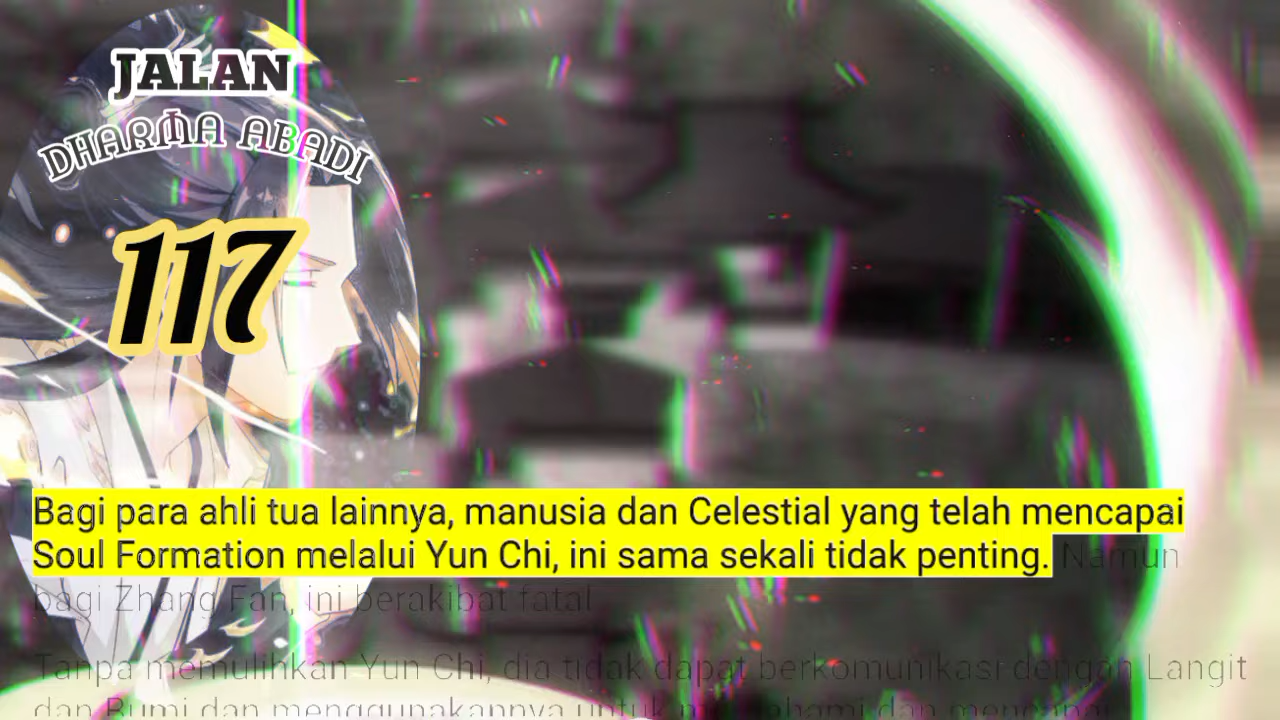 JALAN
DHARMA ABADI
117
Bagi para ahli tua lainnya, manusia dan Celestial yang telah mencapai
Soul Formation melalui Yun Chi, ini sama sekali tidak penting. Namun
bagi Zhang Fan, ini berakibat fatal
Tanpa memulihkan Yun Chi, dia tidak dapat berkomunikasi dengan Langit
dan Bumi dan menggunakannya untuk dan mencapai